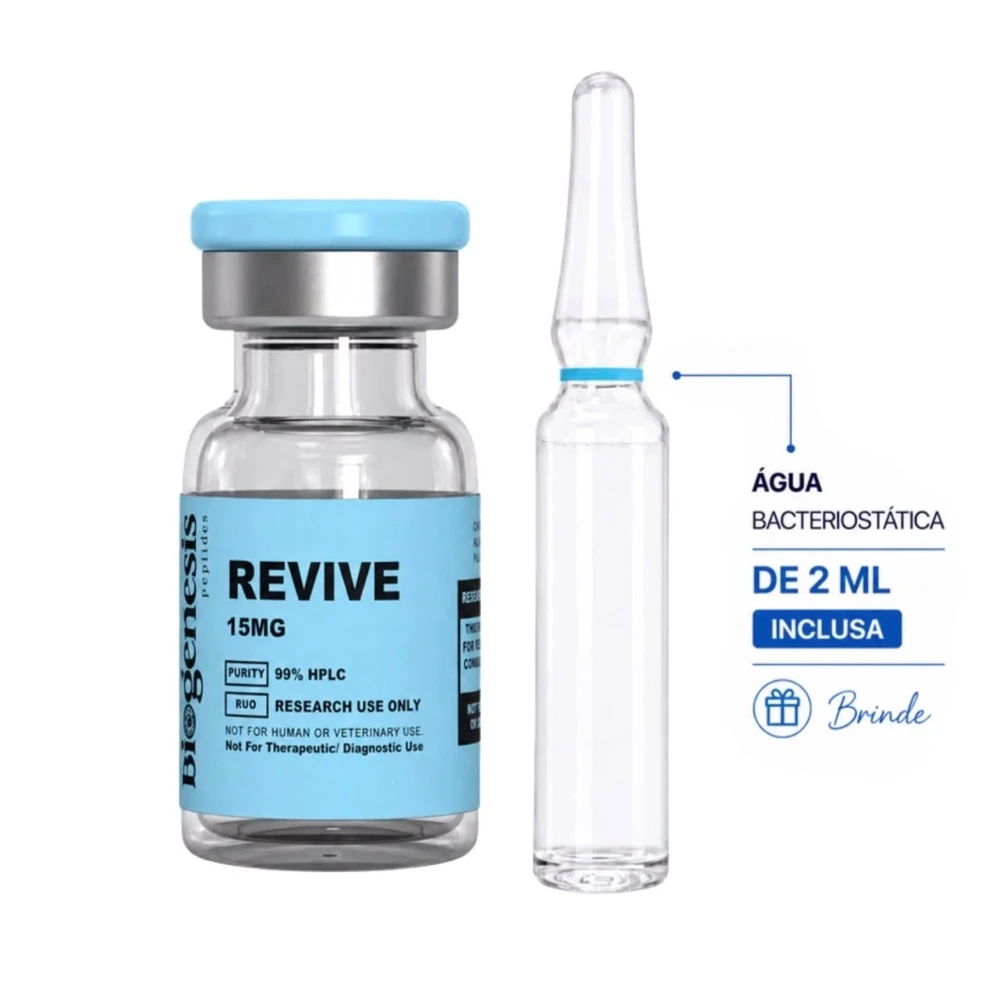 Biogenesis
peptides
REVIVE
15MG
PURITY 99% HPLC
RUO RESEARCH USE ONLY
NOT FOR HUMAN OR VETERINARY USE.
Not For Therapeutic/ Diagnostic Use
ÁGUA
BACTERIOSTÁTICA
DE 2 ML
INCLUSA
Brinde